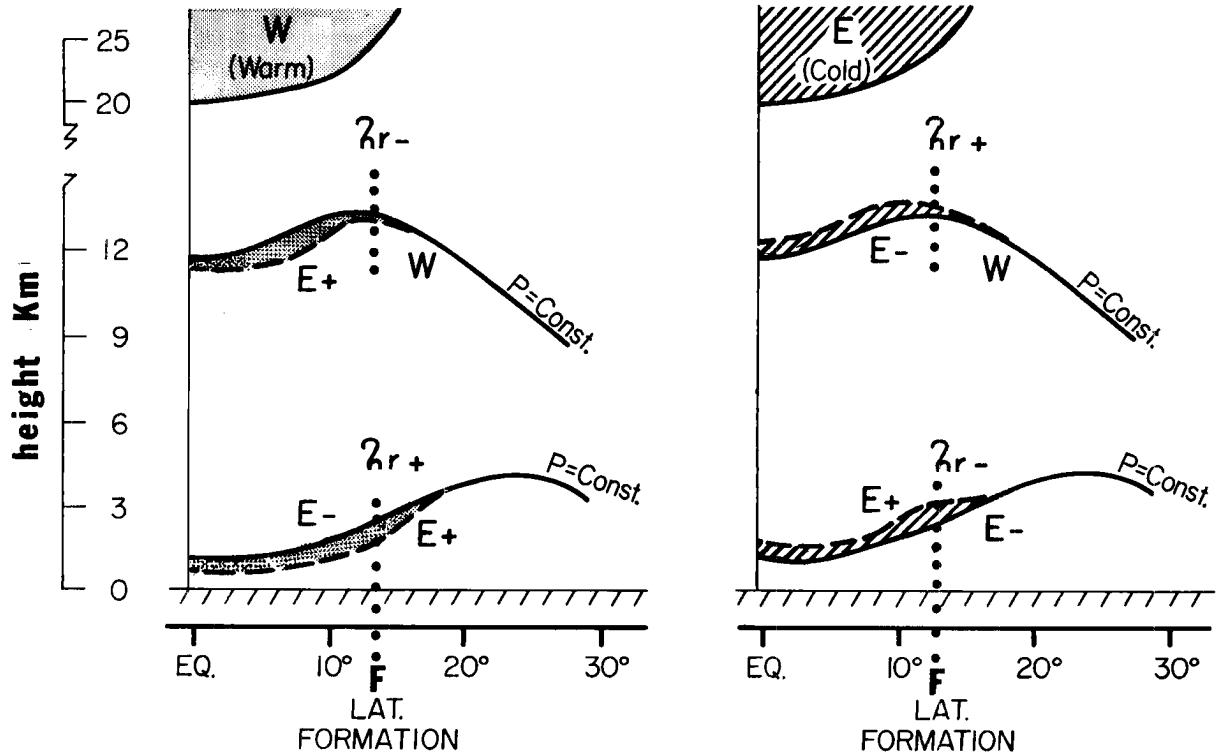 height Km
25
20
12
9
6
3
0
W
(Warm)
ζr -
E+
W
P=Const.
ζr +
E-
E+
P=Const.
EQ.
10°
20°
30°
F
LAT.
FORMATION
E
(Cold)
ζr +
E-
W
P=Const.
ζr -
E+
E-
P=Const.
EQ.
10°
20°
30°
F
LAT.
FORMATION